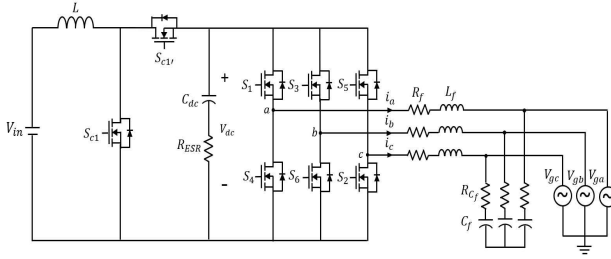 L
S_{c1'}
V_{in}
S_{c1}
+
C_{dc}
V_{dc}
R_{ESR}
-
S_1
S_3
S_5
a
b
c
S_4
S_6
S_2
i_a
i_b
i_c
R_f
L_f
R_{C_f}
C_f
V_{gc}
V_{gb}
V_{ga}